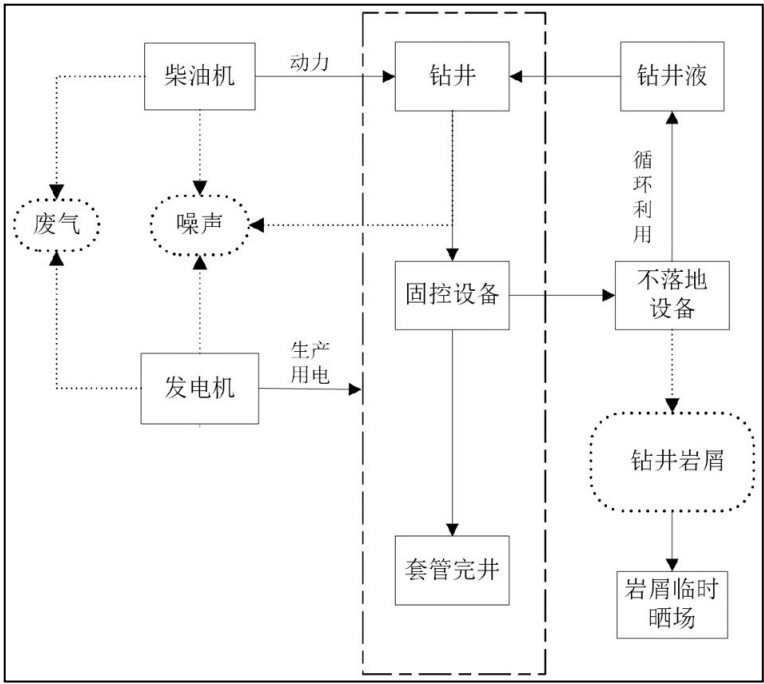 柴油机
动力
钻井
钻井液
循
环
利
用
废气
噪声
固控设备
不落地
设备
生产
用电
发电机
钻井岩屑
套管完井
岩屑临时
晒场